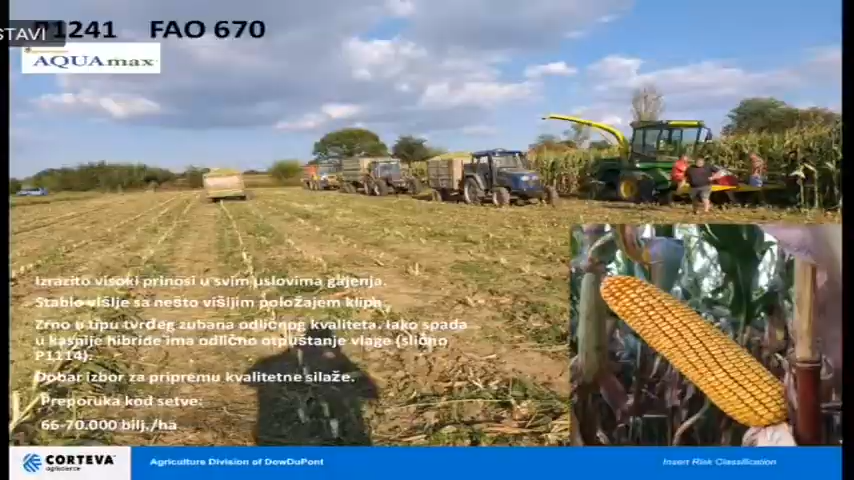 P1241 FAO 670
STAVI
AQUAmax
Izrazito visoki prinosi u svim uslovima gajenja.
Stablo višlje sa nešto višljim položajem klipa.
Zrno u tipu tvrđeg zubana odličnog kvaliteta. Iako spada
u kasnije hibride ima odlično otpuštanje vlage (slično
P1114).
Dobar izbor za pripremu kvalitetne silaže.
Preporuka kod setve:
66-70.000 bilj./ha
CORTEVA
agriscience
Agriculture Division of DowDuPont
Insert Risk Classification